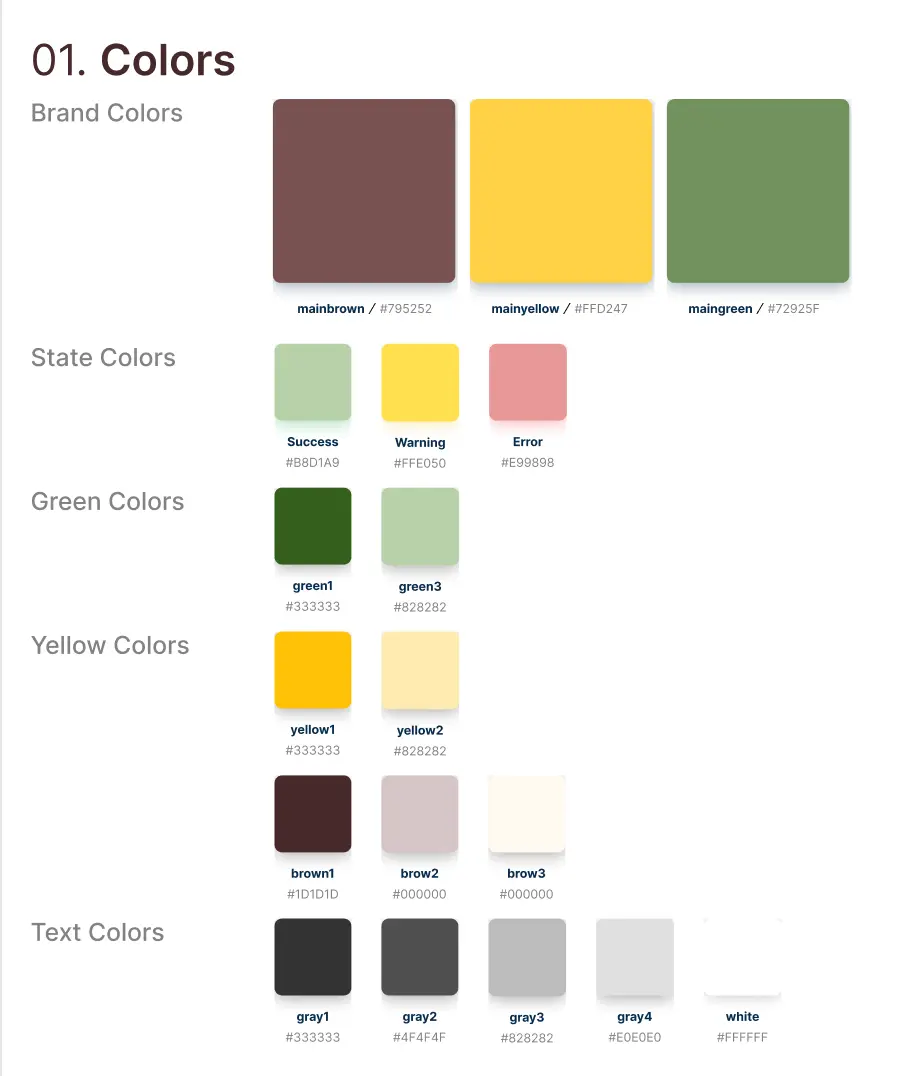 01. Colors
Brand Colors
mainbrown / #795252
mainyellow / #FFD247
maingreen / #72925F
State Colors
Success
#B8D1A9
Warning
#FFE050
Error
#E99898
Green Colors
green1
#333333
green3
#828282
Yellow Colors
yellow1
#333333
yellow2
#828282
brown1
#1D1D1D
brow2
#000000
brow3
#000000
Text Colors
gray1
#333333
gray2
#4F4F4F
gray3
#828282
gray4
#E0E0E0
white
#FFFFFF